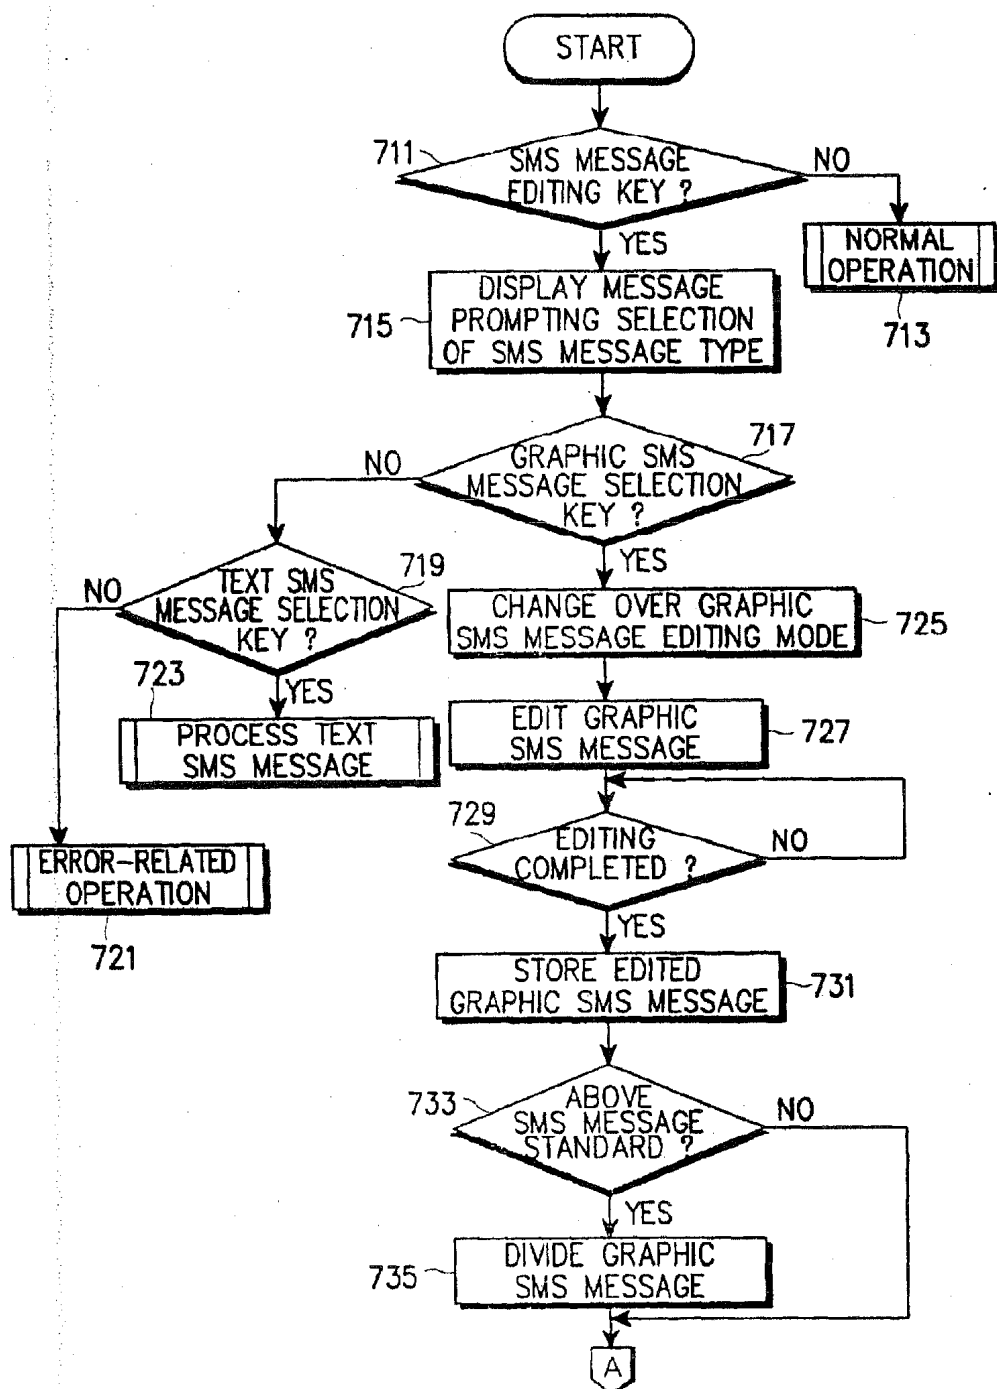 START
711
SMS MESSAGE
EDITING KEY ?
NO
YES
NORMAL
OPERATION
713
715
DISPLAY MESSAGE
PROMPTING SELECTION
OF SMS MESSAGE TYPE
717
GRAPHIC SMS
MESSAGE SELECTION
KEY ?
NO
YES
719
TEXT SMS
MESSAGE SELECTION
KEY ?
NO
YES
CHANGE OVER GRAPHIC
SMS MESSAGE EDITING MODE
725
723
PROCESS TEXT
SMS MESSAGE
EDIT GRAPHIC
SMS MESSAGE
727
729
EDITING
COMPLETED ?
NO
YES
ERROR-RELATED
OPERATION
721
STORE EDITED
GRAPHIC SMS MESSAGE
731
733
ABOVE
SMS MESSAGE
STANDARD ?
NO
YES
735
DIVIDE GRAPHIC
SMS MESSAGE
A